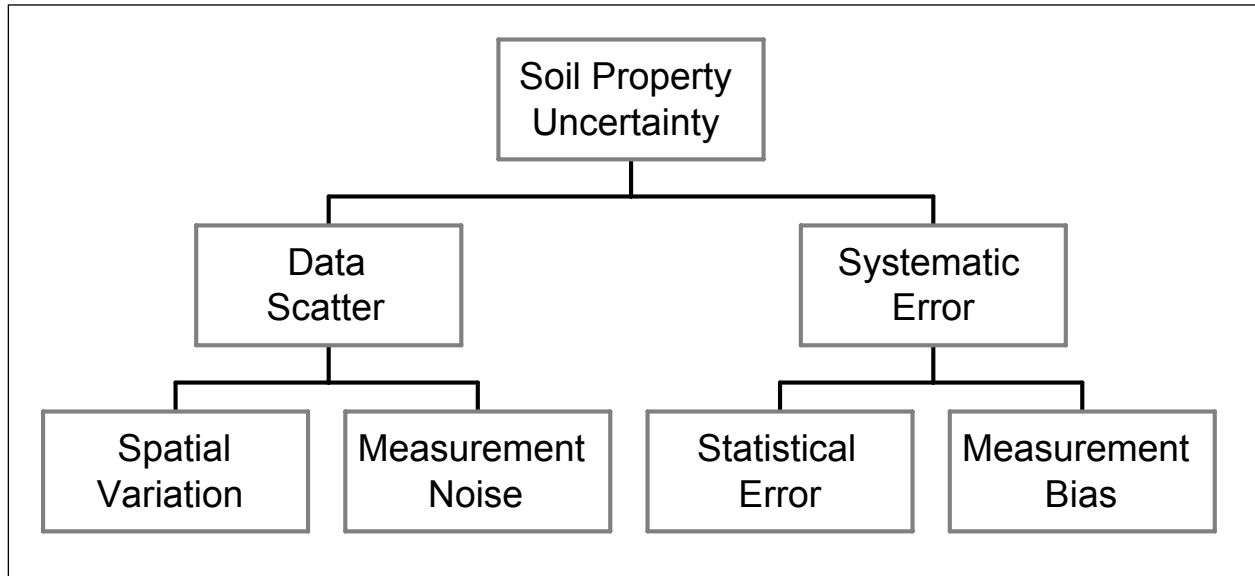 Soil Property
Uncertainty
Data
Scatter
Systematic
Error
Spatial
Variation
Measurement
Noise
Statistical
Error
Measurement
Bias